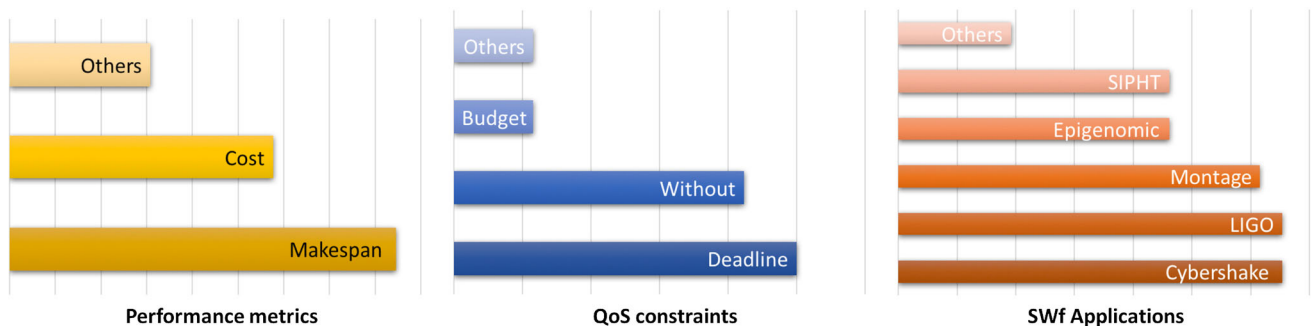 Others
Cost
Makespan
Performance metrics
Others
Budget
Without
Deadline
QoS constraints
Others
SIPHT
Epigenomic
Montage
LIGO
Cybershake
SWf Applications